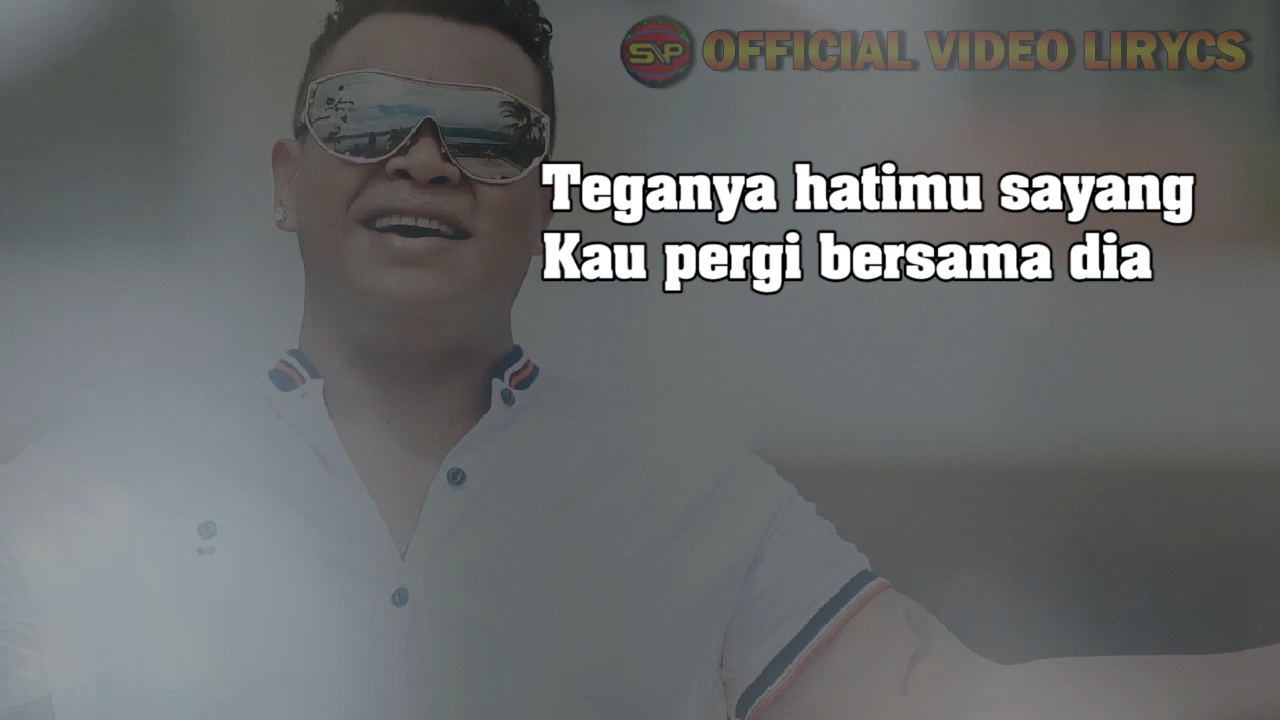 SVP OFFICIAL VIDEO LIRYCS
Teganya hatimu sayang
Kau pergi bersama dia